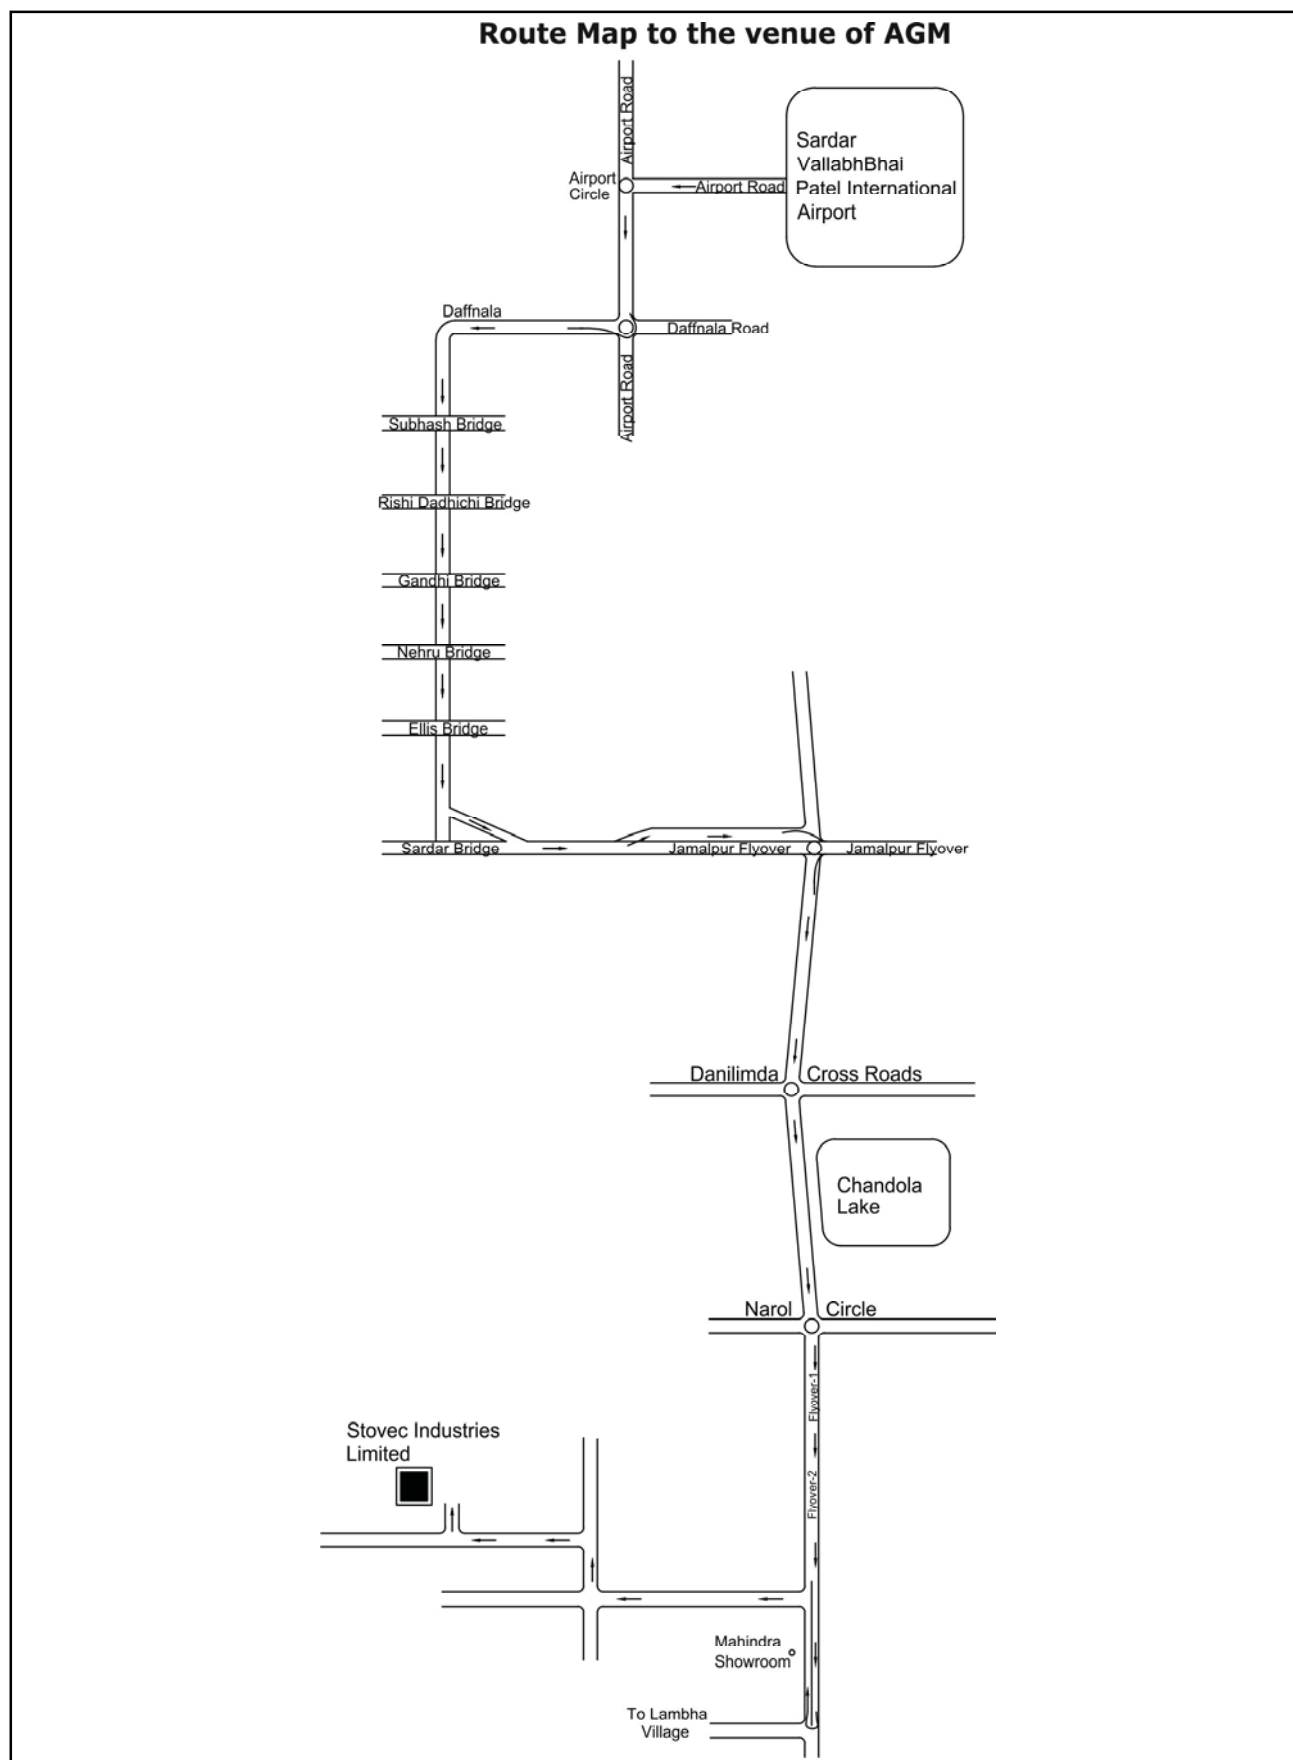 Route Map to the venue of AGM
Airport Road
Sardar
VallabhBhai
Patel International
Airport
Airport
Circle
Airport Road
Daffnala
Daffnala Road
Airport Road
Subhash Bridge
Rishi Dadhichi Bridge
Gandhi Bridge
Nehru Bridge
Ellis Bridge
Sardar Bridge
Jamalpur Flyover
Jamalpur Flyover
Danilimda
Cross Roads
Chandola
Lake
Narol
Circle
Flyover-1
Stovec Industries
Limited
Flyover-2
Mahindra
Showroom
To Lambha
Village